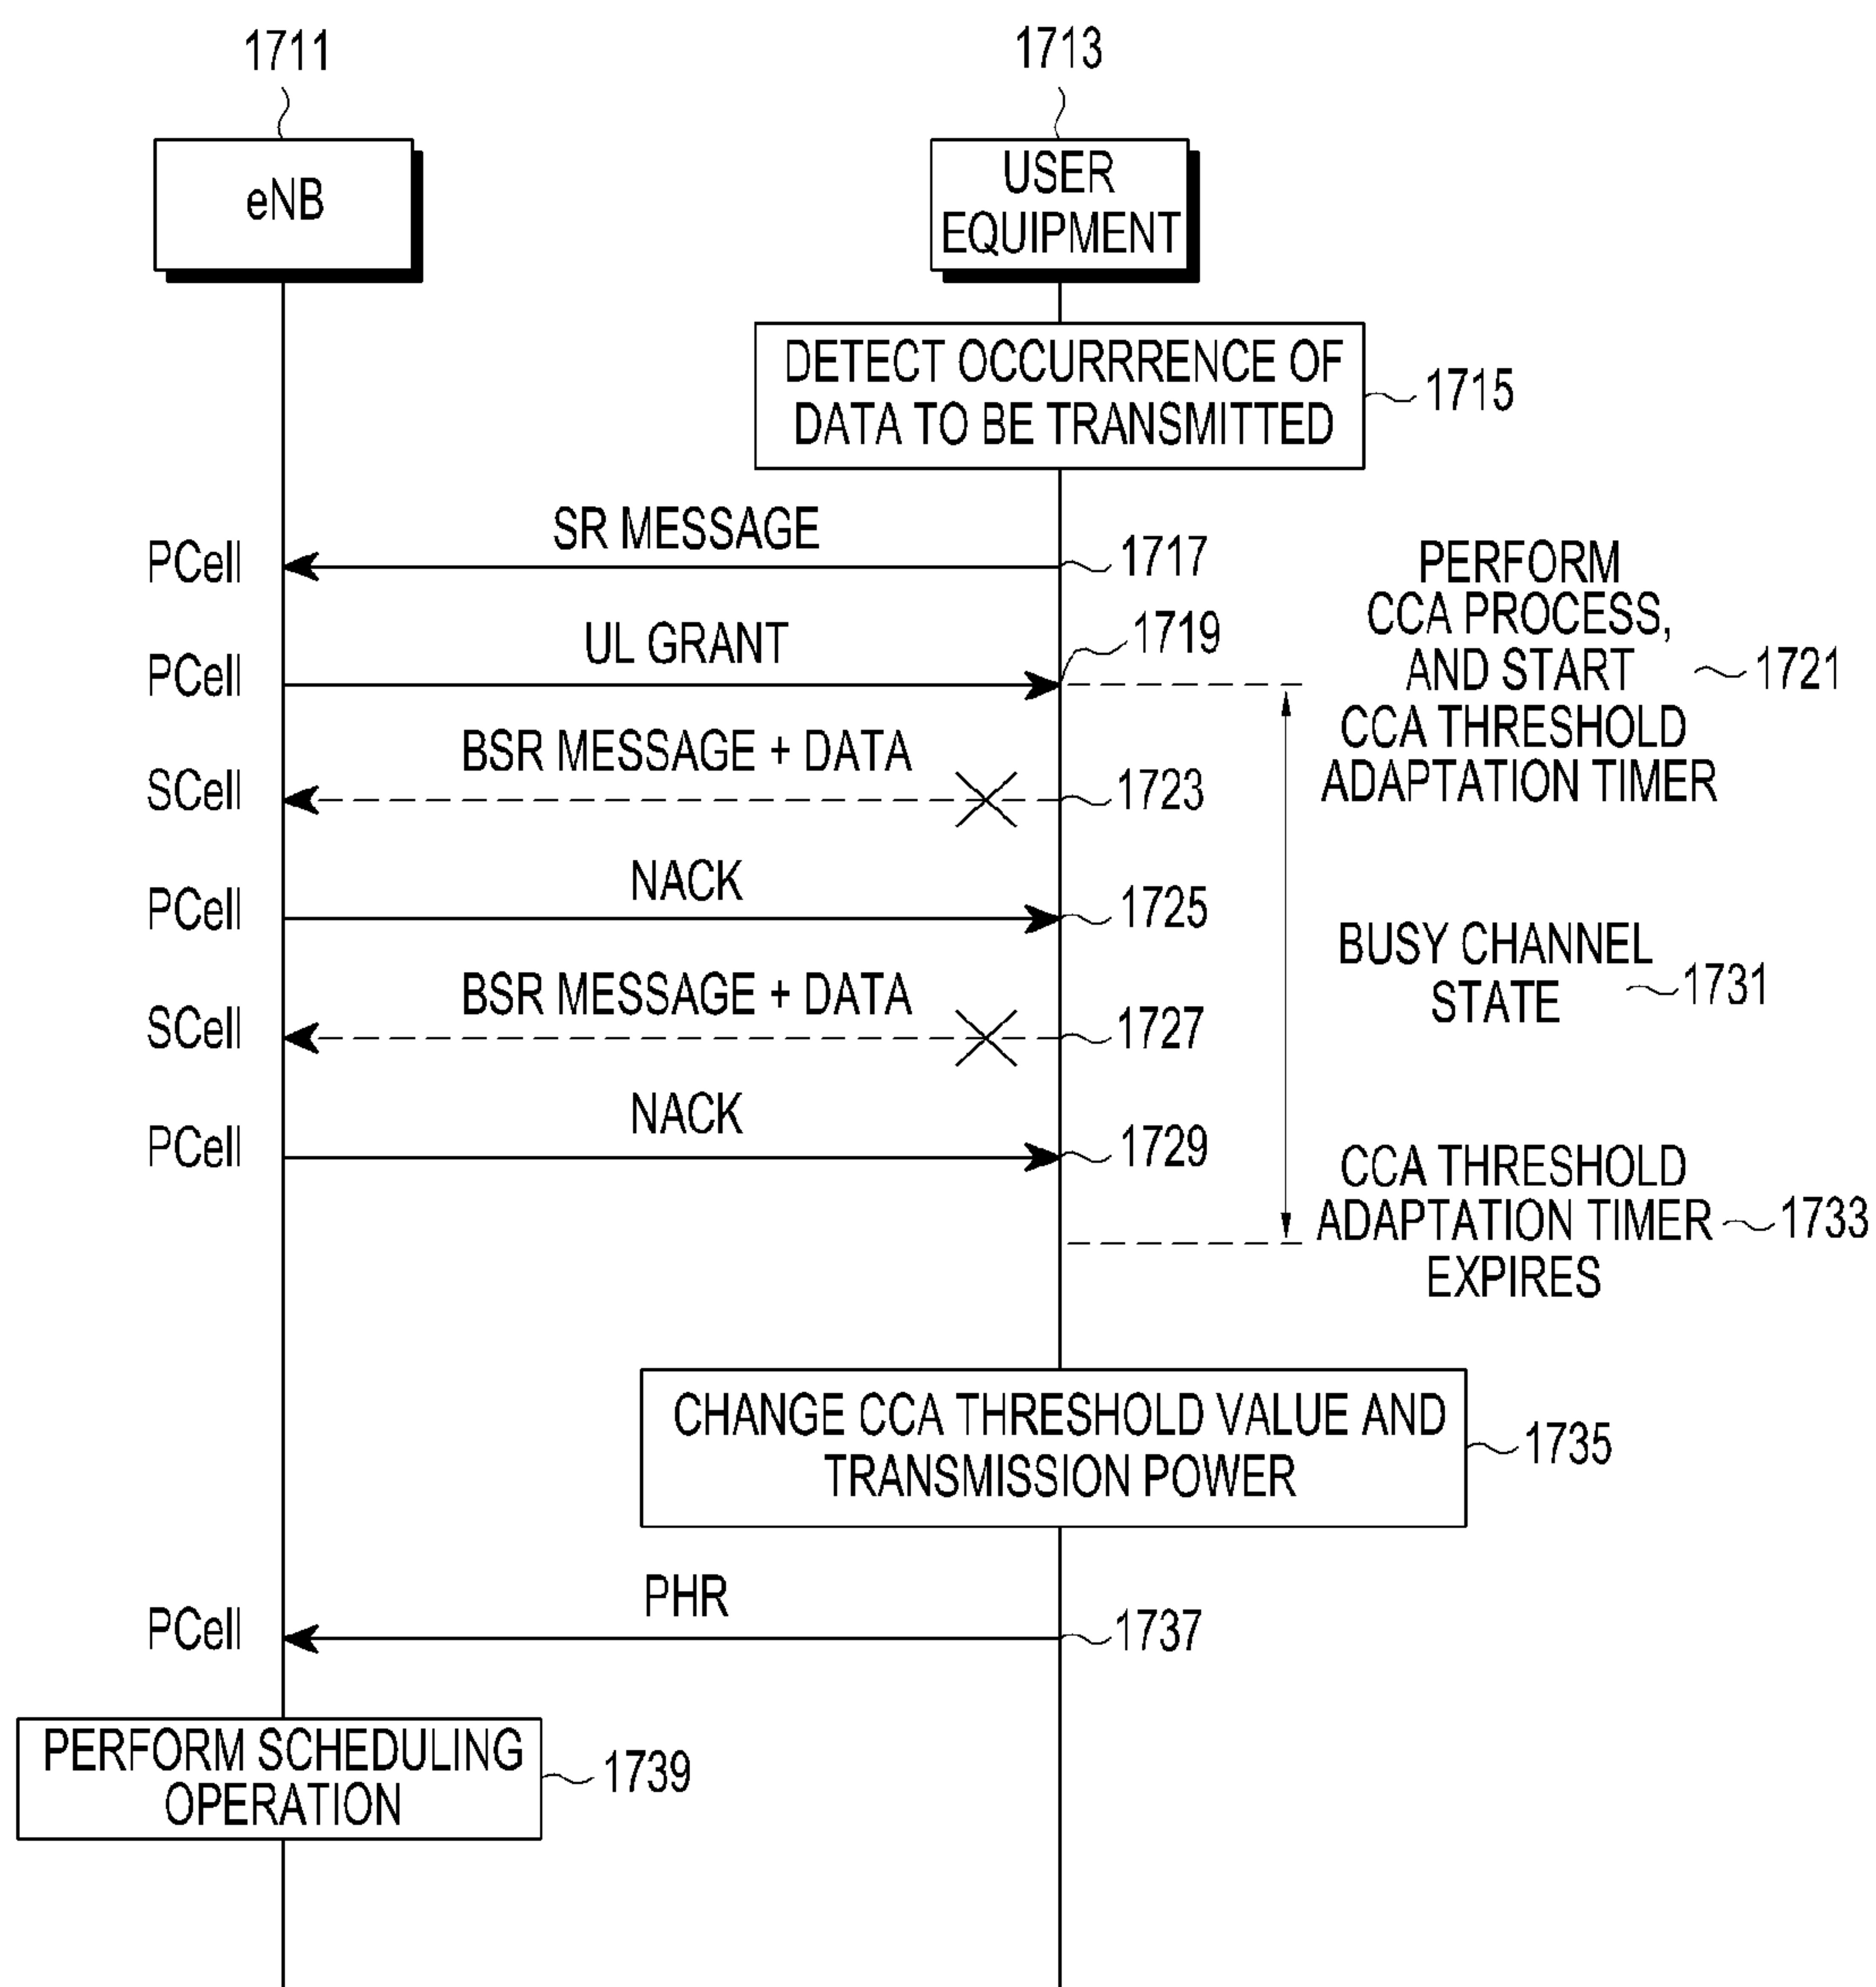 1711
1713
eNB
USER
EQUIPMENT
DETECT OCCURRRRENCE OF
DATA TO BE TRANSMITTED
1715
SR MESSAGE
PCell
1717
UL GRANT
PCell
1719
PERFORM
CCA PROCESS,
AND START
CCA THRESHOLD
ADAPTATION TIMER
1721
BSR MESSAGE + DATA
SCell
1723
NACK
PCell
1725
BUSY CHANNEL
STATE
1731
BSR MESSAGE + DATA
SCell
1727
NACK
PCell
1729
CCA THRESHOLD
ADAPTATION TIMER
EXPIRES
1733
CHANGE CCA THRESHOLD VALUE AND
TRANSMISSION POWER
1735
PHR
PCell
1737
PERFORM SCHEDULING
OPERATION
1739